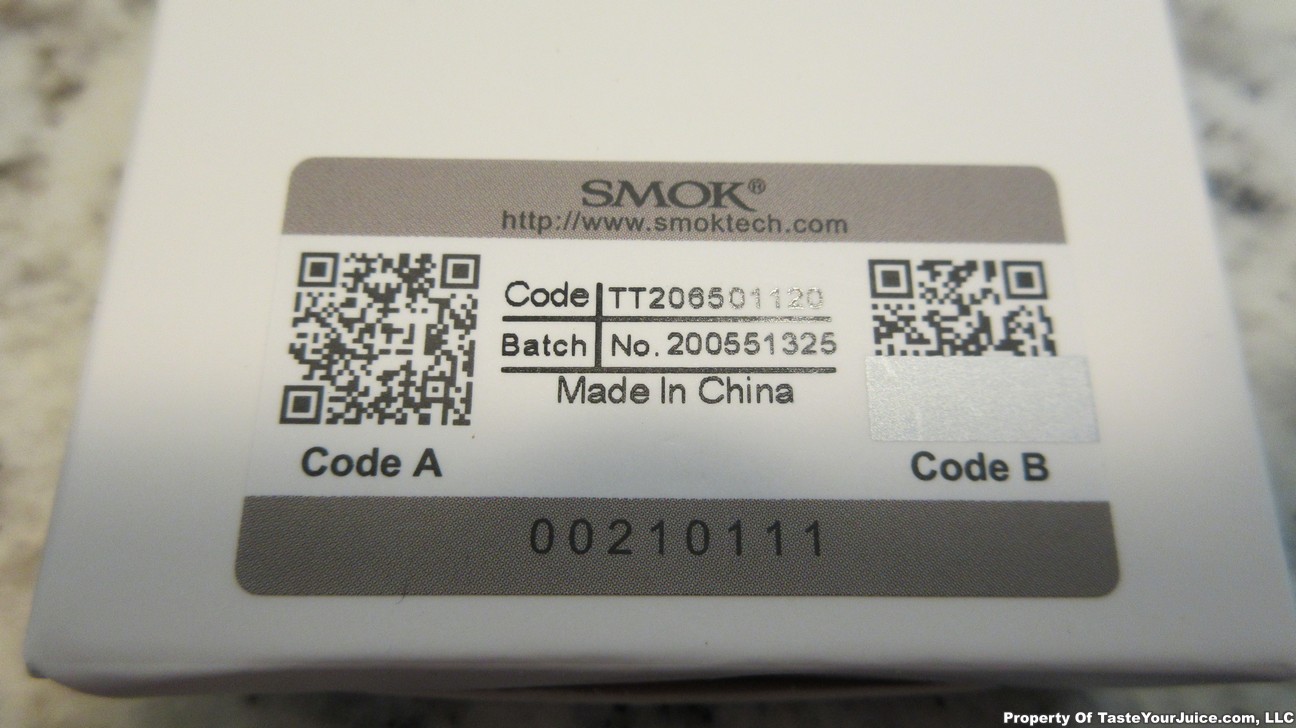 SMOK®
http://www.smoktech.com
Code TT206501120
Batch No. 200551325
Made In China
Code A
Code B
00210111
Property Of TasteYourJuice.com, LLC